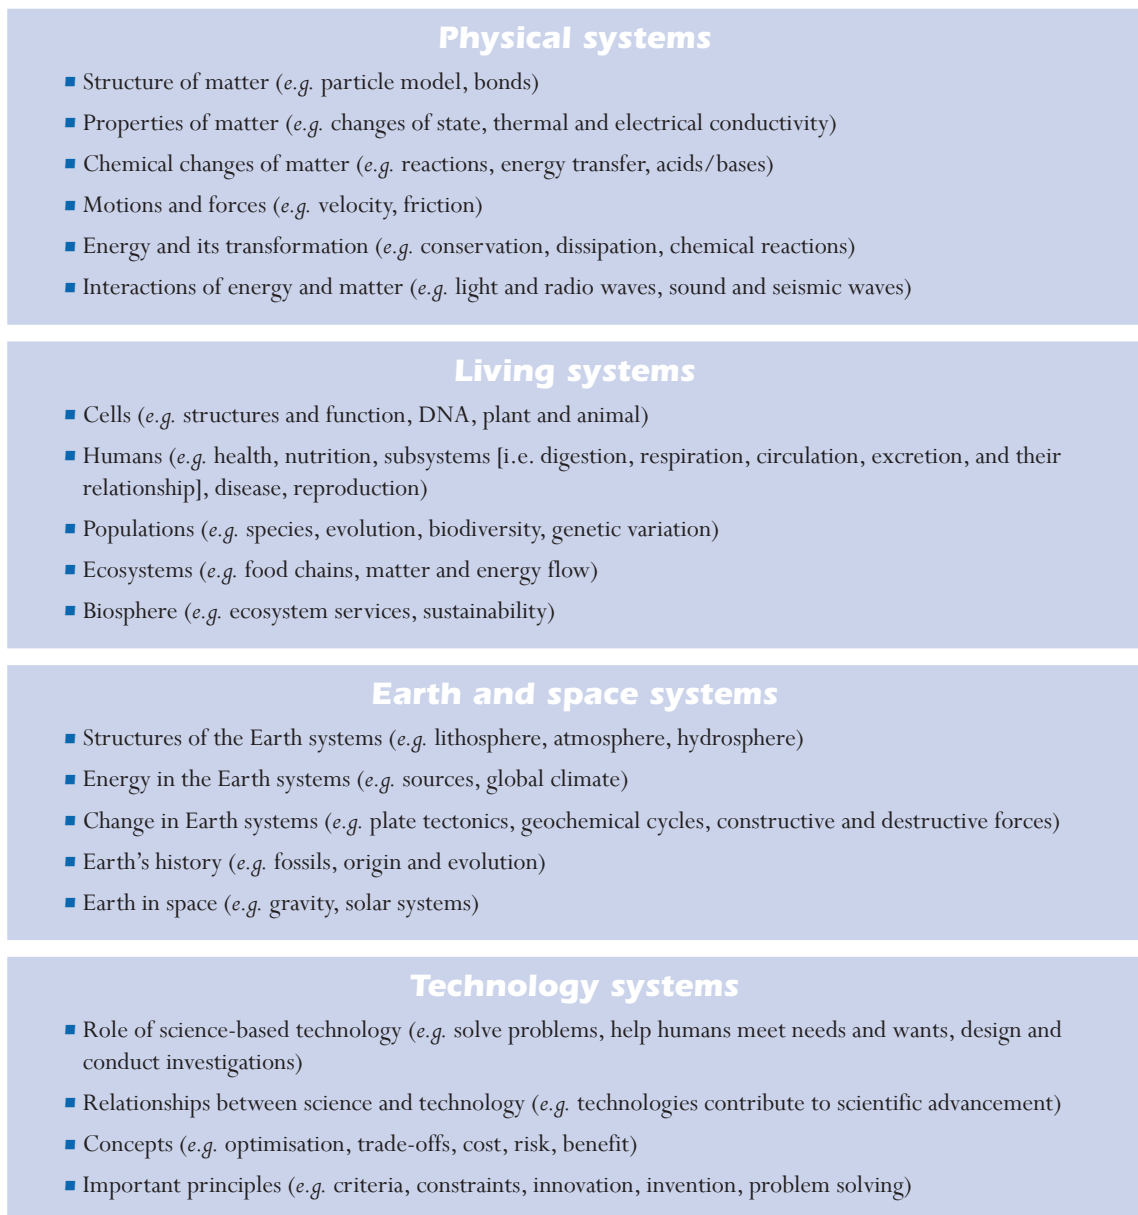 Physical systems
■ Structure of matter (e.g. particle model, bonds)
■ Properties of matter (e.g. changes of state, thermal and electrical conductivity)
■ Chemical changes of matter (e.g. reactions, energy transfer, acids/bases)
■ Motions and forces (e.g. velocity, friction)
■ Energy and its transformation (e.g. conservation, dissipation, chemical reactions)
■ Interactions of energy and matter (e.g. light and radio waves, sound and seismic waves)
Living systems
■ Cells (e.g. structures and function, DNA, plant and animal)
■ Humans (e.g. health, nutrition, subsystems [i.e. digestion, respiration, circulation, excretion, and their
relationship], disease, reproduction)
■ Populations (e.g. species, evolution, biodiversity, genetic variation)
■ Ecosystems (e.g. food chains, matter and energy flow)
■ Biosphere (e.g. ecosystem services, sustainability)
Earth and space systems
■ Structures of the Earth systems (e.g. lithosphere, atmosphere, hydrosphere)
■ Energy in the Earth systems (e.g. sources, global climate)
■ Change in Earth systems (e.g. plate tectonics, geochemical cycles, constructive and destructive forces)
■ Earth’s history (e.g. fossils, origin and evolution)
■ Earth in space (e.g. gravity, solar systems)
Technology systems
■ Role of science-based technology (e.g. solve problems, help humans meet needs and wants, design and
conduct investigations)
■ Relationships between science and technology (e.g. technologies contribute to scientific advancement)
■ Concepts (e.g. optimisation, trade-offs, cost, risk, benefit)
■ Important principles (e.g. criteria, constraints, innovation, invention, problem solving)